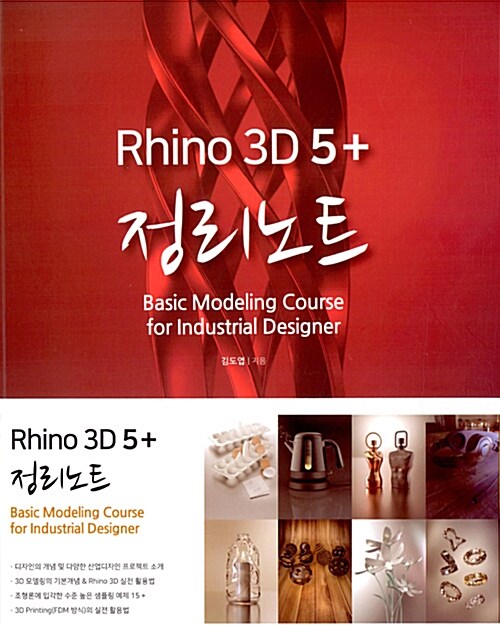 Rhino 3D 5+
정리노트
Basic Modeling Course
for Industrial Designer
김도엽 | 지음
Rhino 3D 5+
정리노트
Basic Modeling Course
for Industrial Designer
· 디자인의 개념 및 다양한 산업디자인 프로젝트 소개
· 3D 모델링의 기본개념 & Rhino 3D 실전 활용법
· 조형론에 입각한 수준 높은 샘플링 예제 15 +
· 3D Printing(FDM 방식)의 실전 활용법